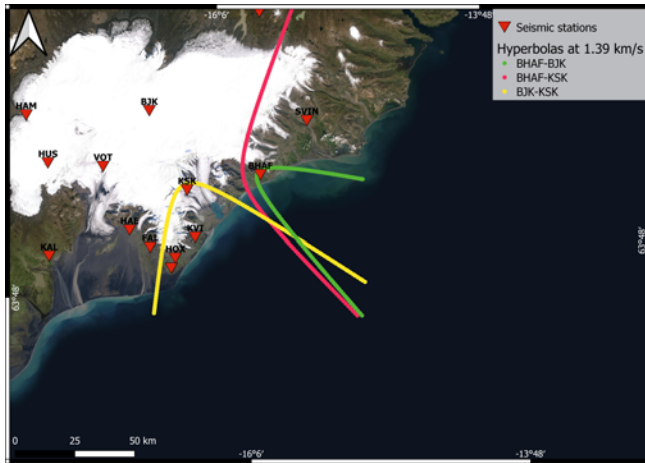 -16°6′
-13°48′
Seismic stations
Hyperbolas at 1.39 km/s
BHAF-BJK
BHAF-KSK
BJK-KSK
HAM
BJK
SVIN
HUS
VOT
BHAF
KSK
HAE
KVI
FAL
KAL
HOX
63°48′
63°48′
0
25
50 km
-16°6′
-13°48′